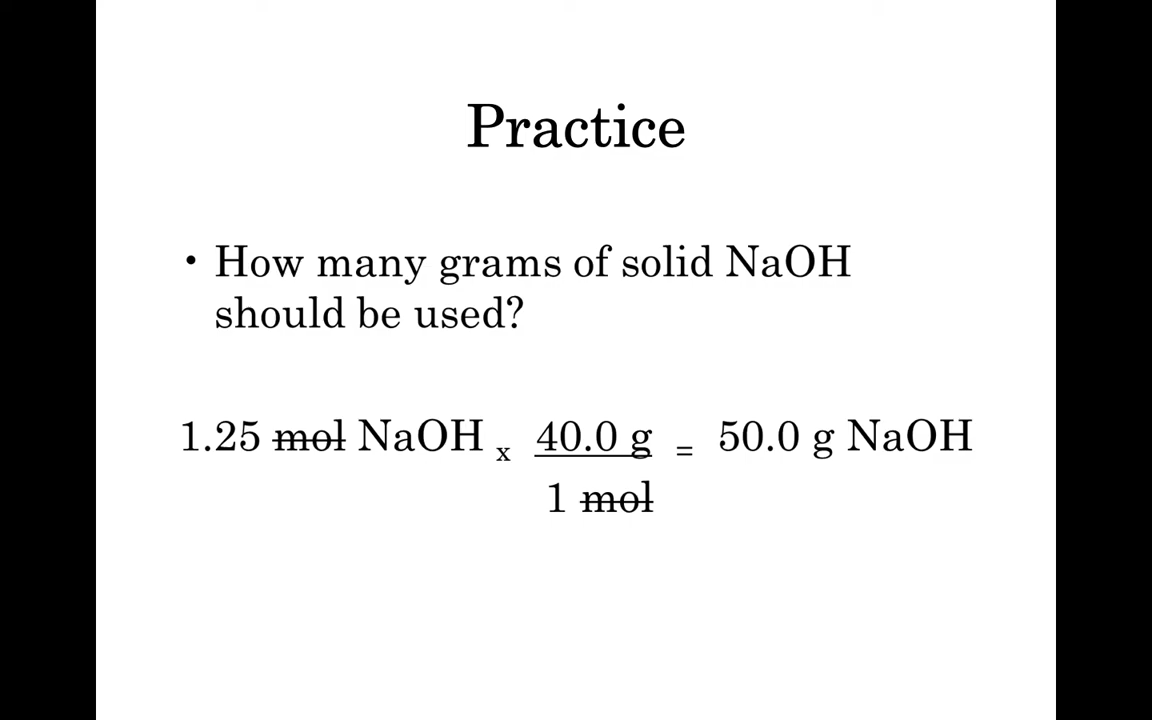 Practice
• How many grams of solid NaOH
should be used?
1.25 mol NaOH x 40.0 g = 50.0 g NaOH
1 mol